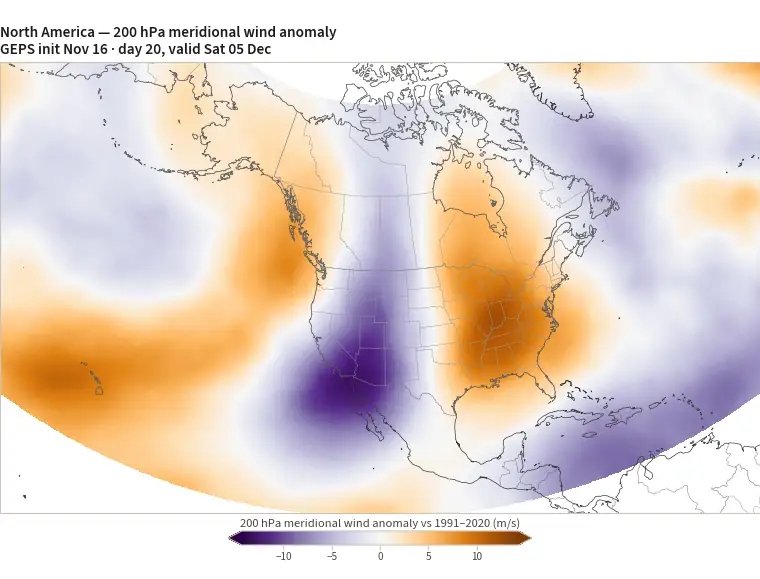 North America — 200 hPa meridional wind anomaly
GEPS init Nov 16 · day 20, valid Sat 05 Dec
200 hPa meridional wind anomaly vs 1991–2020 (m/s)
−10 −5 0 5 10